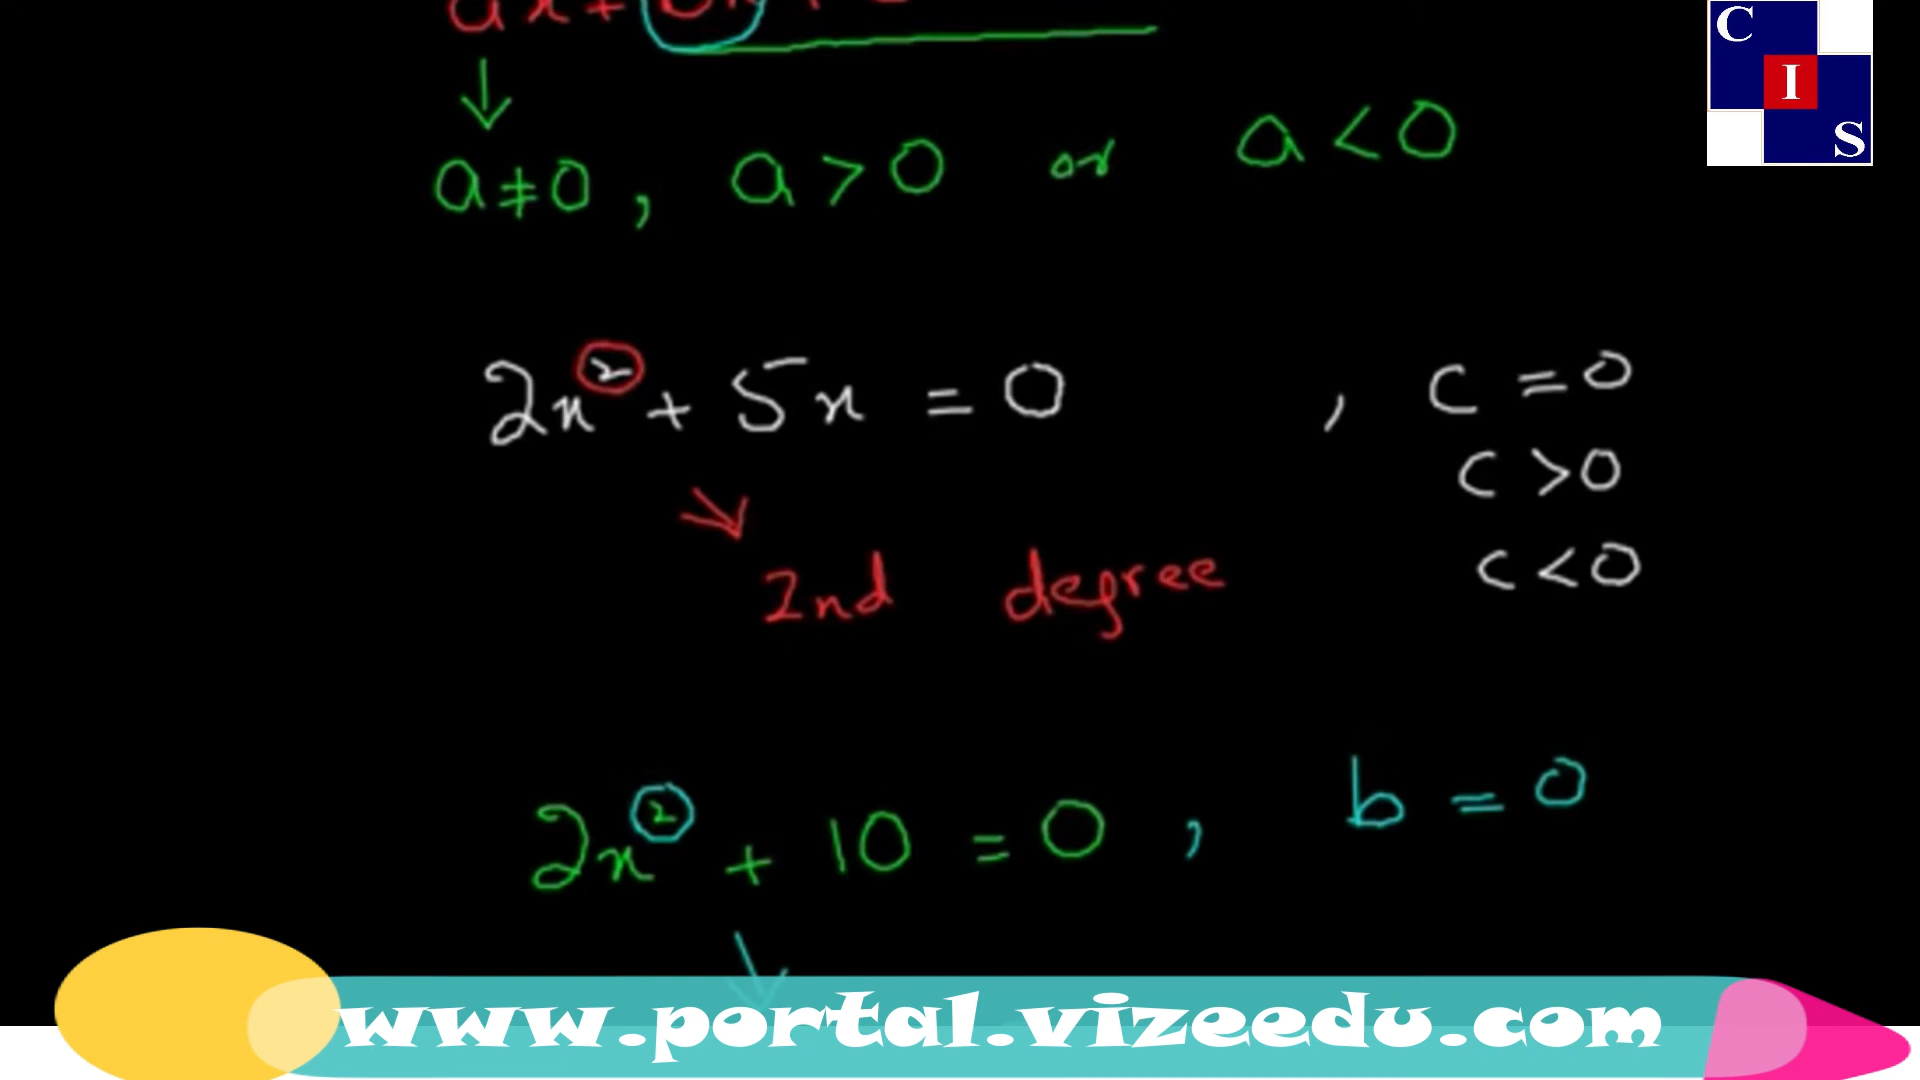 C
I
S
a≠0, a>0 or a<0
2x² + 5x = 0 , c = 0
c > 0
c < 0
2nd degree
2x² + 10 = 0 , b = 0
www.portal.vizeedu.com